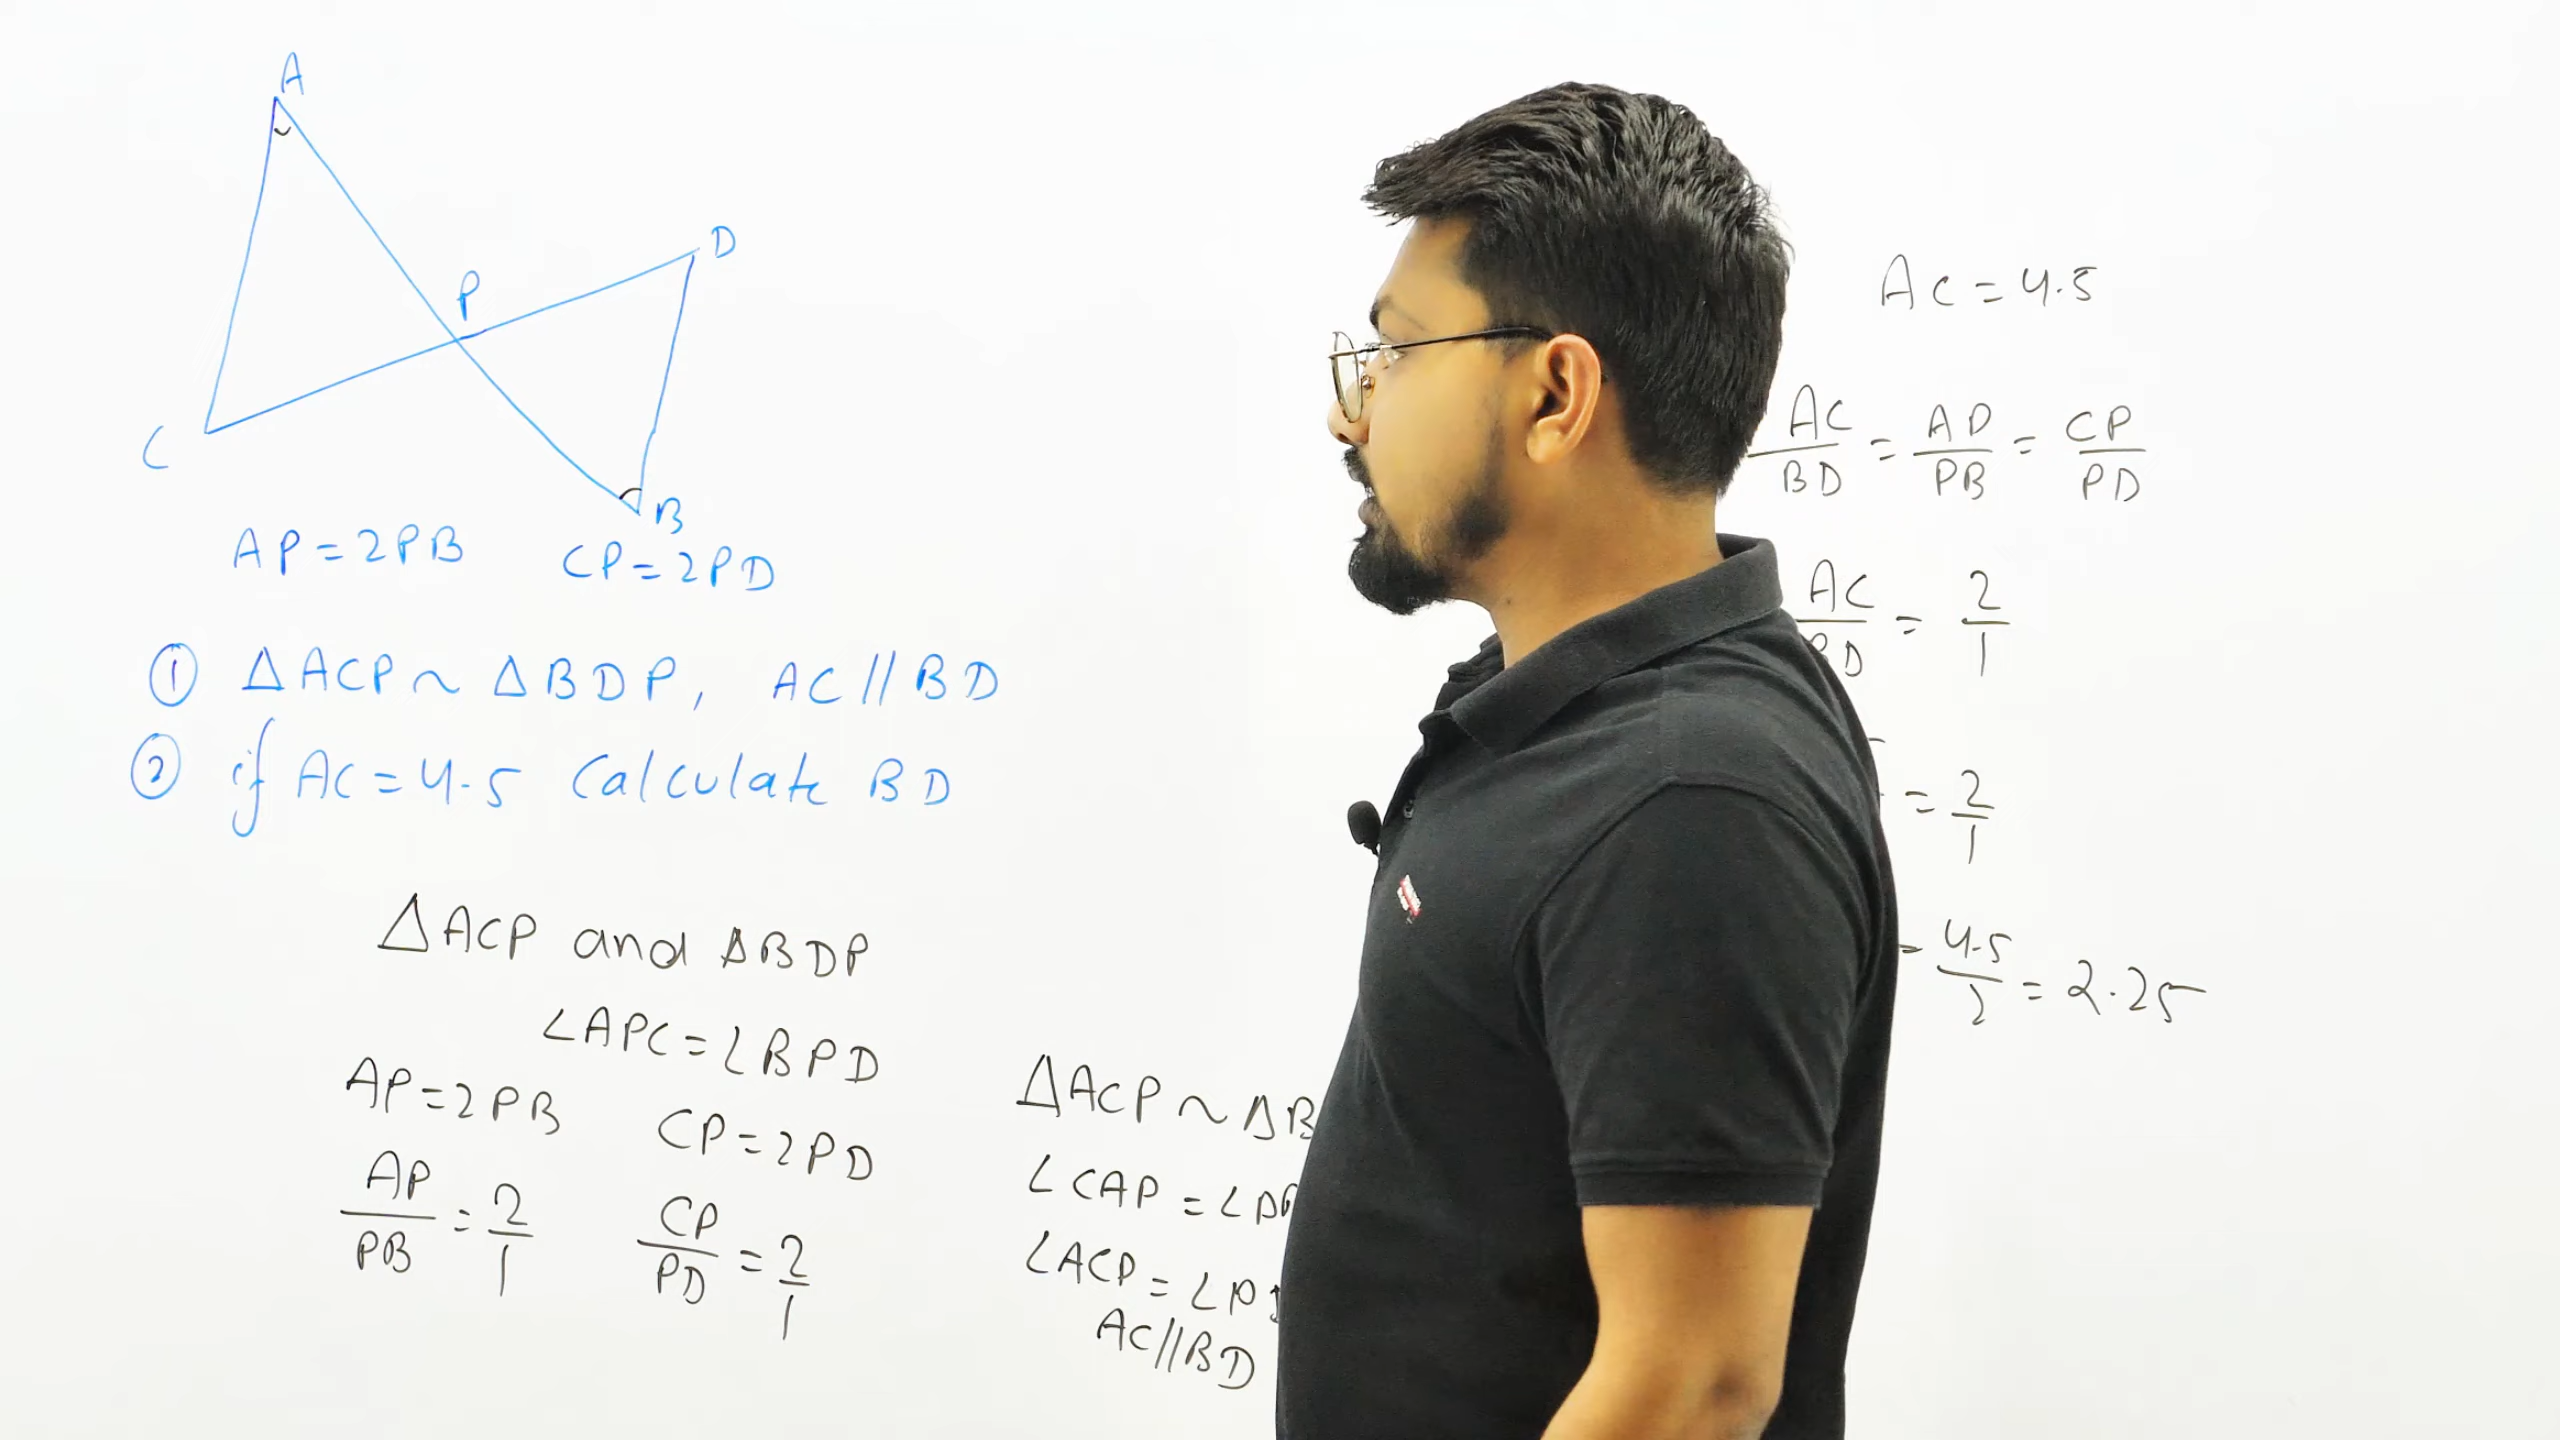 A
D
P
C
B
AP = 2PB CP = 2PD
① ΔACP ~ ΔBDP, AC // BD
② if AC = 4.5 Calculate BD
ΔACP and ΔBDP
∠APC = ∠BPD
AP = 2PB CP = 2PD
AP/PB = 2/1 CP/PD = 2/1
ΔACP ~ ΔB
∠CAP = ∠
∠ACP = ∠
AC // BD
AC = 4.5
AC/BD = AP/PB = CP/PD
AC/BD = 2/1
= 2/1
= 4.5/2 = 2.25